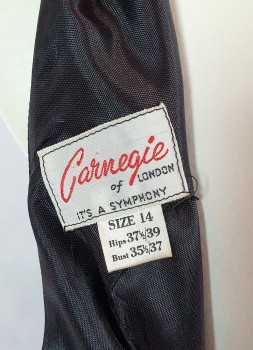 Carnegie
of LONDON
IT'S A SYMPHONY
SIZE 14
Hips 37½/39
Bust 35½/37